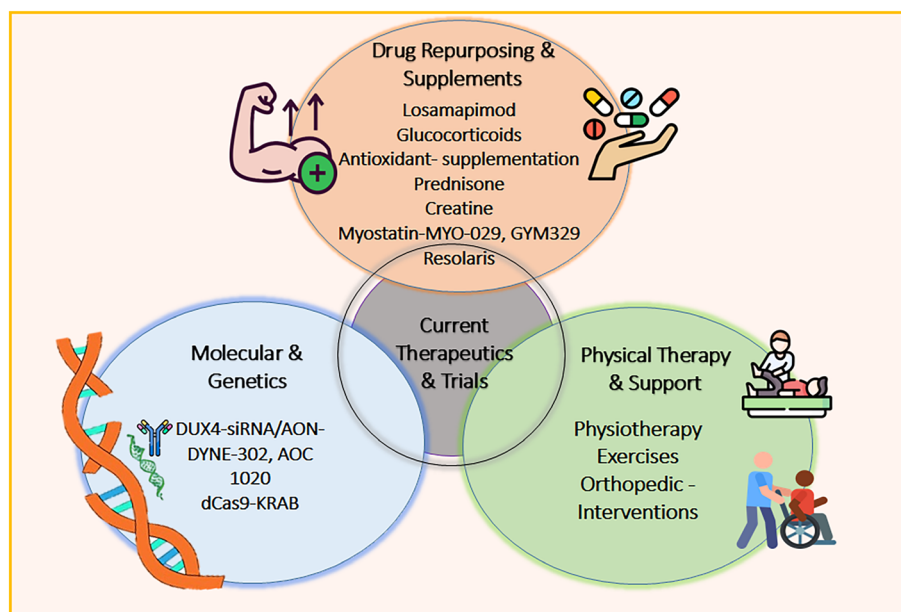 Drug Repurposing &
Supplements
Losamapimod
Glucocorticoids
Antioxidant- supplementation
Prednisone
Creatine
Myostatin-MYO-029, GYM329
Resolaris
Current
Therapeutics
& Trials
Molecular &
Genetics
DUX4-siRNA/AON-
DYNE-302, AOC
1020
dCas9-KRAB
Physical Therapy
& Support
Physiotherapy
Exercises
Orthopedic -
Interventions